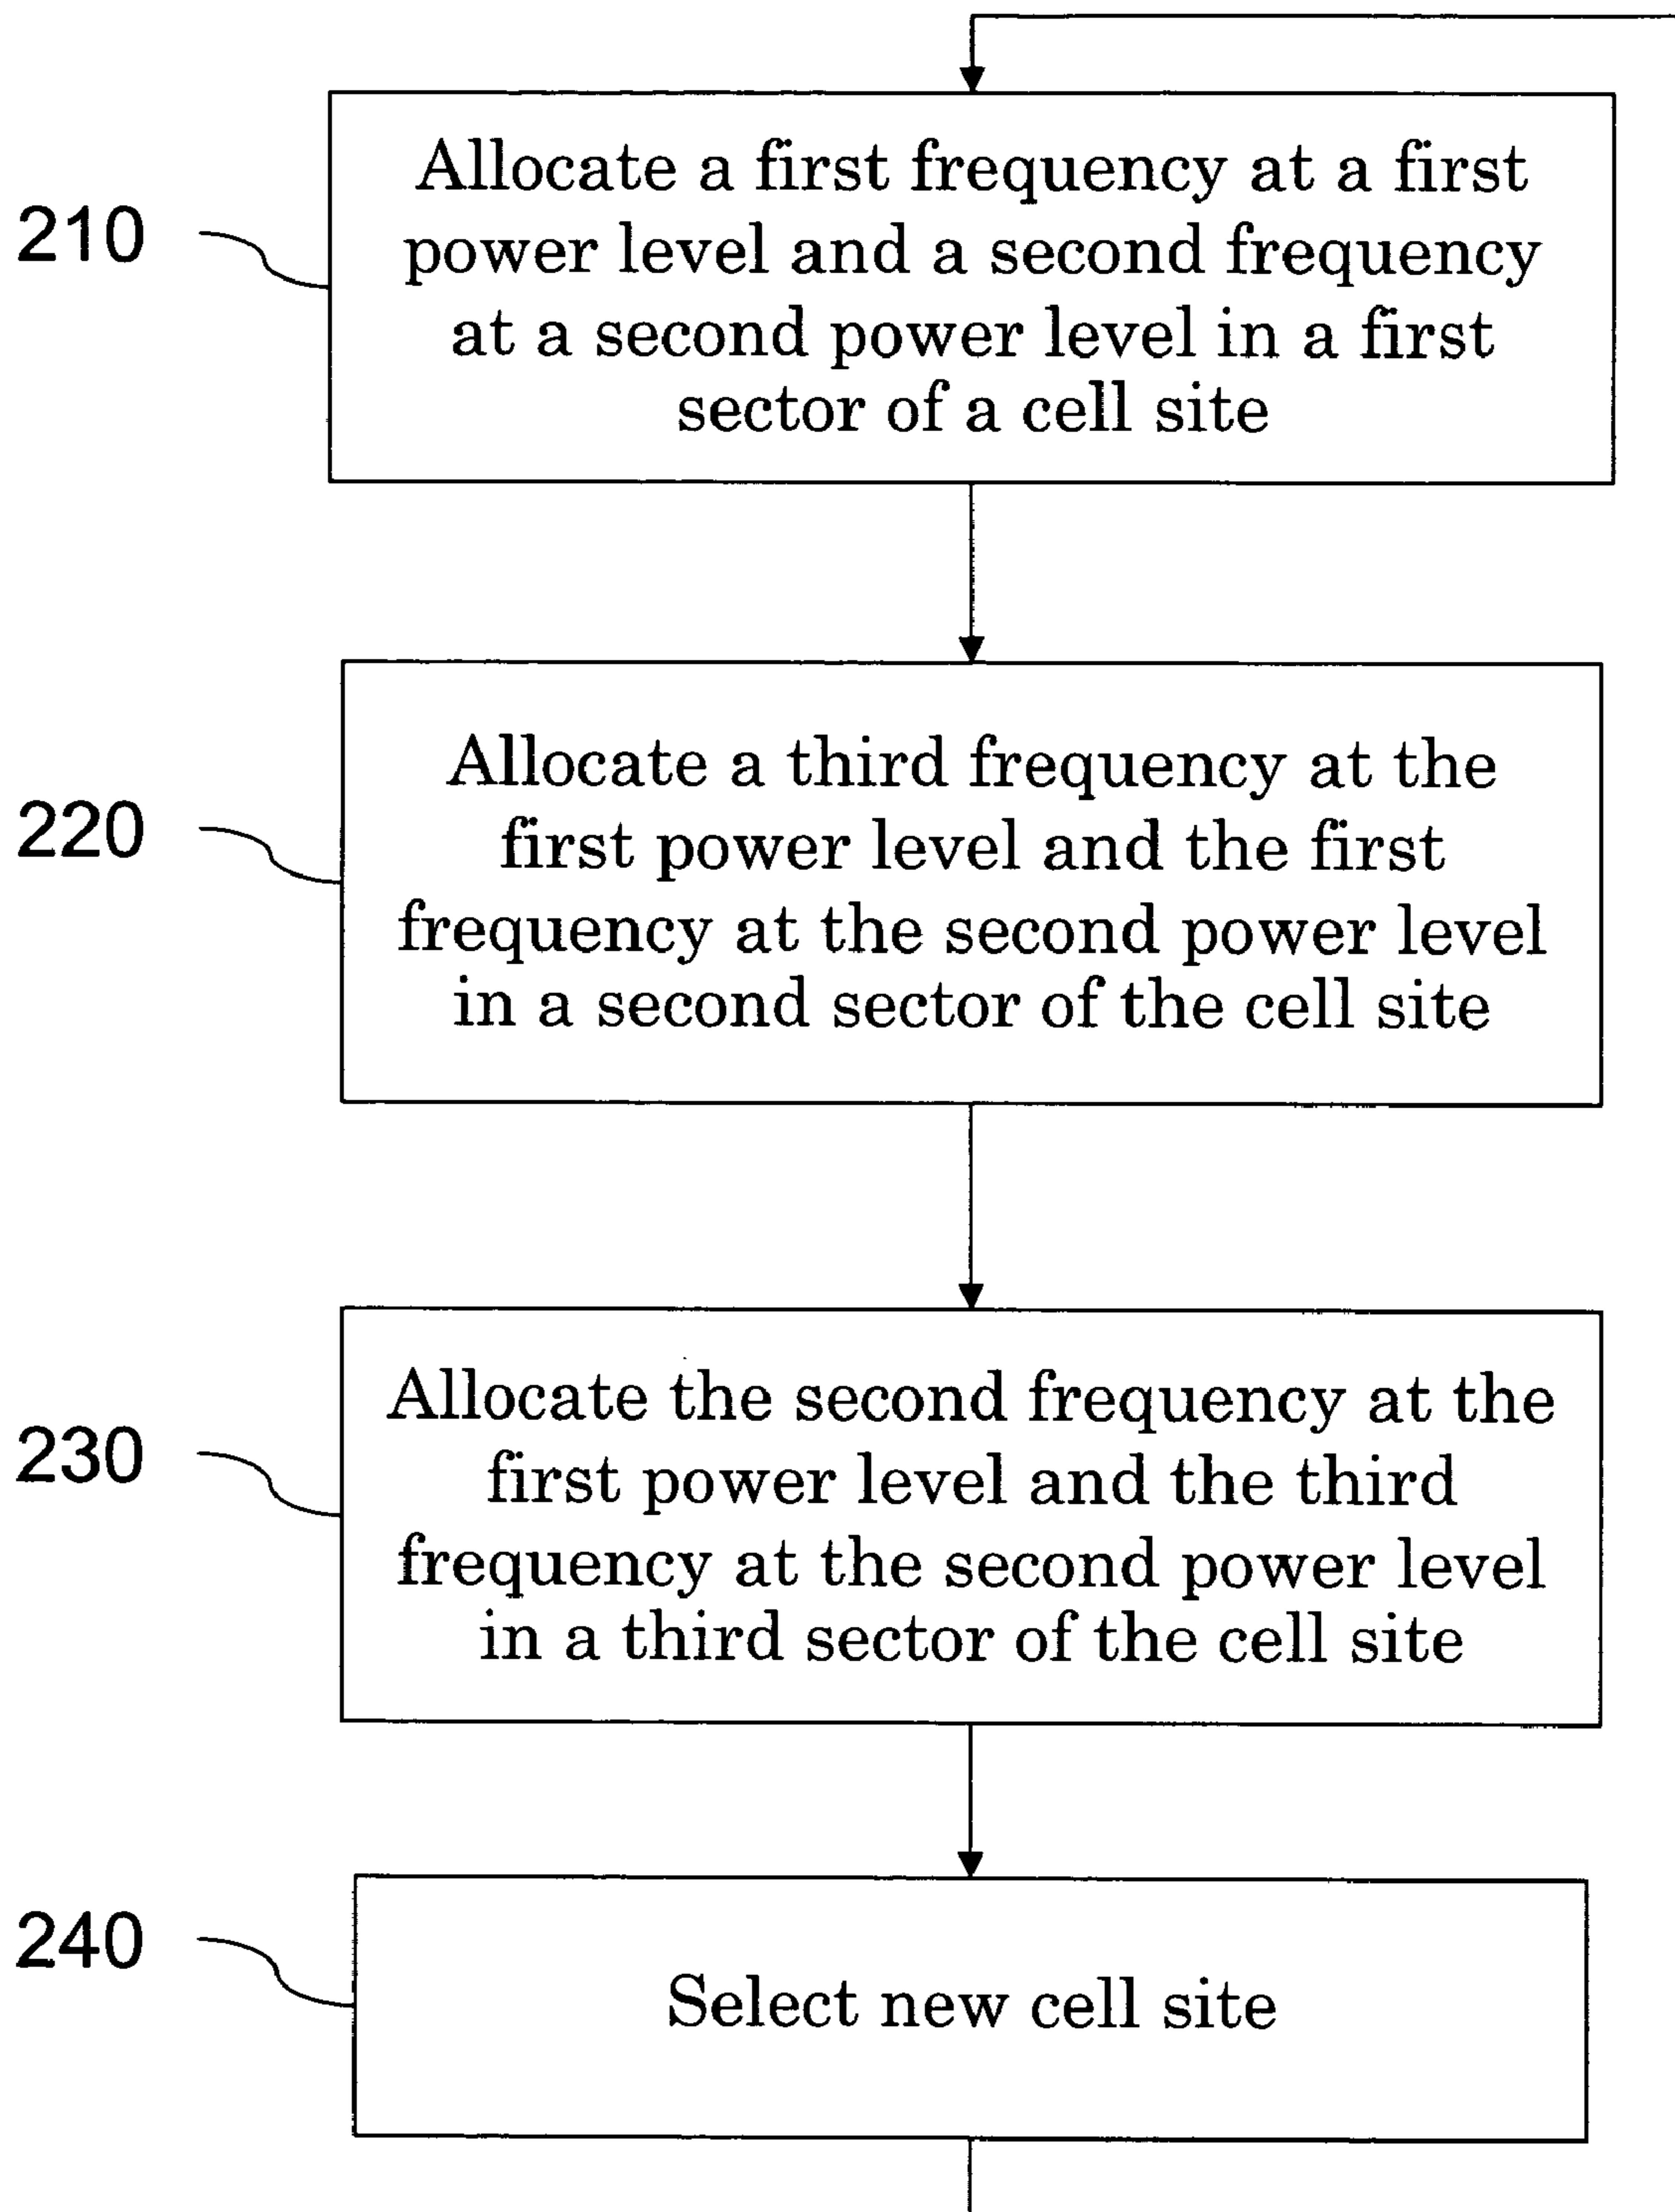 210
Allocate a first frequency at a first
power level and a second frequency
at a second power level in a first
sector of a cell site
220
Allocate a third frequency at the
first power level and the first
frequency at the second power level
in a second sector of the cell site
230
Allocate the second frequency at the
first power level and the third
frequency at the second power level
in a third sector of the cell site
240
Select new cell site